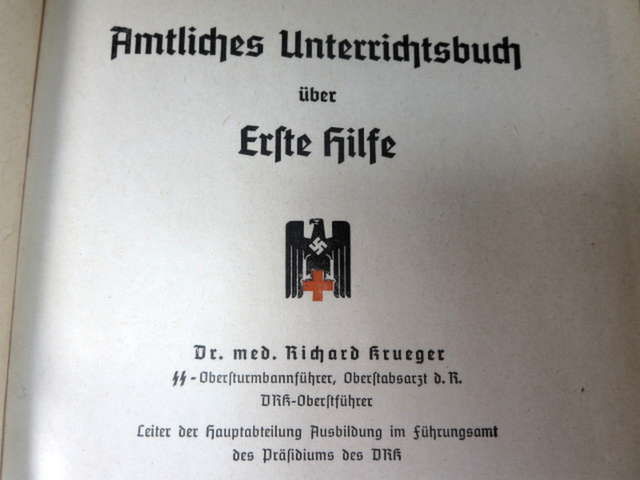 Amtliches Unterrichtsbuch
über
Erste Hilfe
Dr. med. Richard Krueger
SS-Obersturmbannführer, Oberstabsarzt d. R.
DRK-Oberstführer
Leiter der Hauptabteilung Ausbildung im Führungsamt
des Präsidiums des DRK